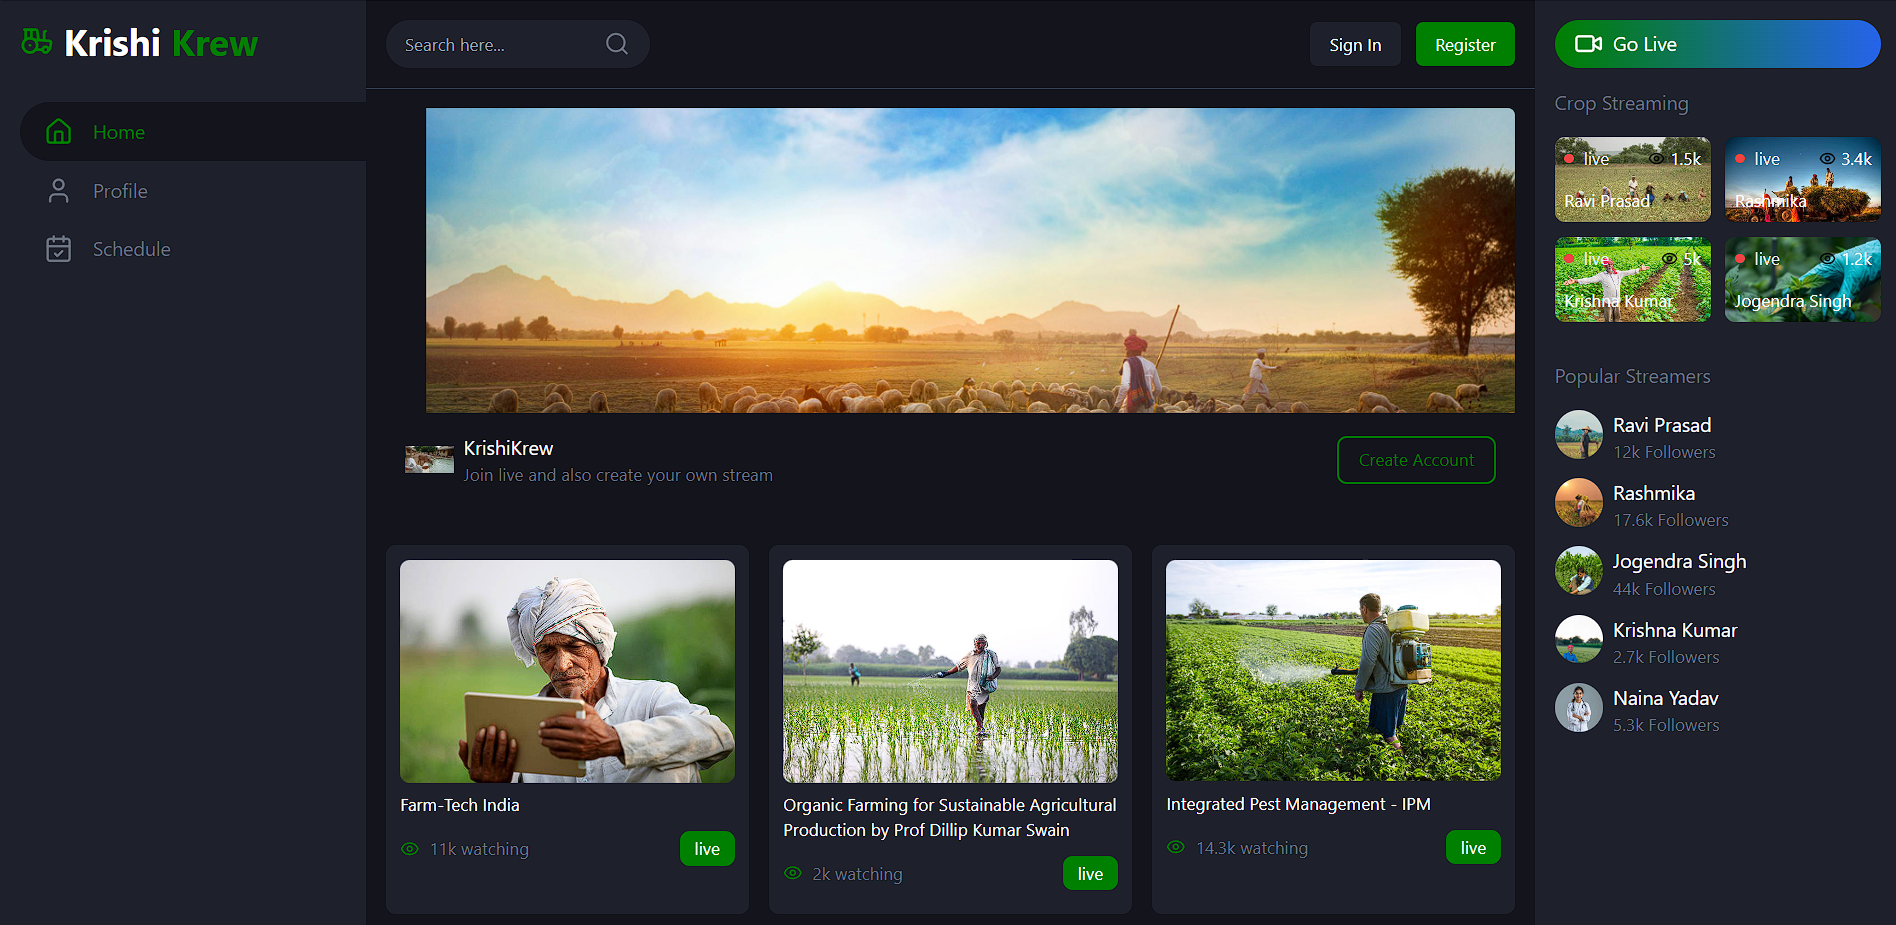 Krishi Krew
Home
Profile
Schedule
Search here...
Sign In
Register
KrishiKrew
Join live and also create your own stream
Create Account
Farm-Tech India
11k watching
live
Organic Farming for Sustainable Agricultural
Production by Prof Dillip Kumar Swain
2k watching
live
Integrated Pest Management - IPM
14.3k watching
live
Go Live
Crop Streaming
live 1.5k
Ravi Prasad
live 3.4k
Rashmika
live 5k
Krishna Kumar
live 1.2k
Jogendra Singh
Popular Streamers
Ravi Prasad
12k Followers
Rashmika
17.6k Followers
Jogendra Singh
44k Followers
Krishna Kumar
2.7k Followers
Naina Yadav
5.3k Followers